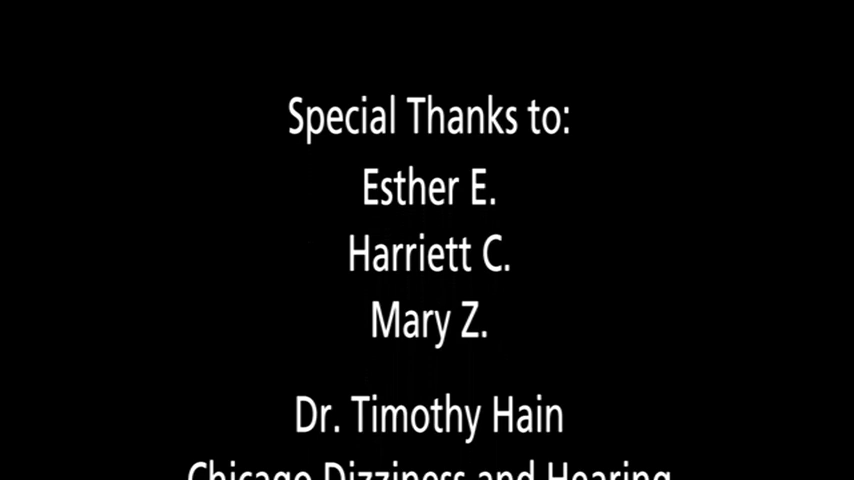 Special Thanks to:
Esther E.
Harriett C.
Mary Z.
Dr. Timothy Hain
Chicago Dizziness and Hearing